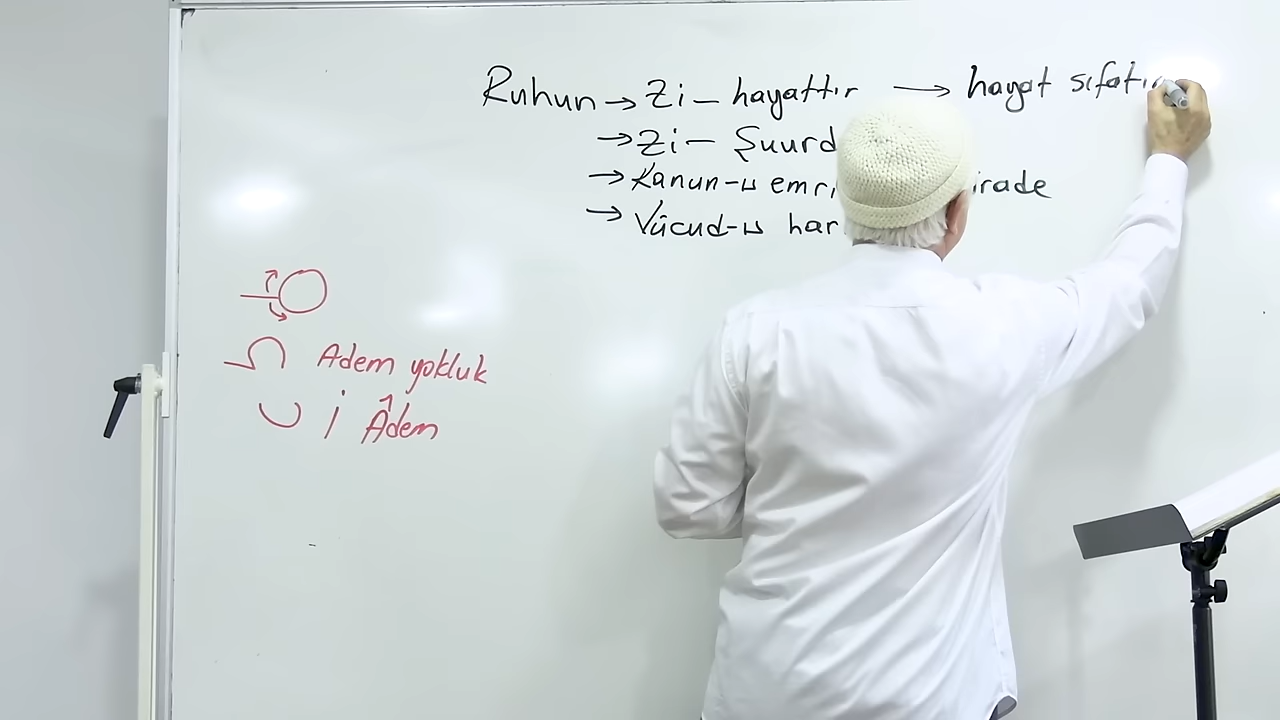 Ruhun → Zi – hayattır → hayat sıfatı
→ Zi – Şuurd
→ Kanun-u emri irade
→ Vücud-u har
Adem yokluk
Âdem